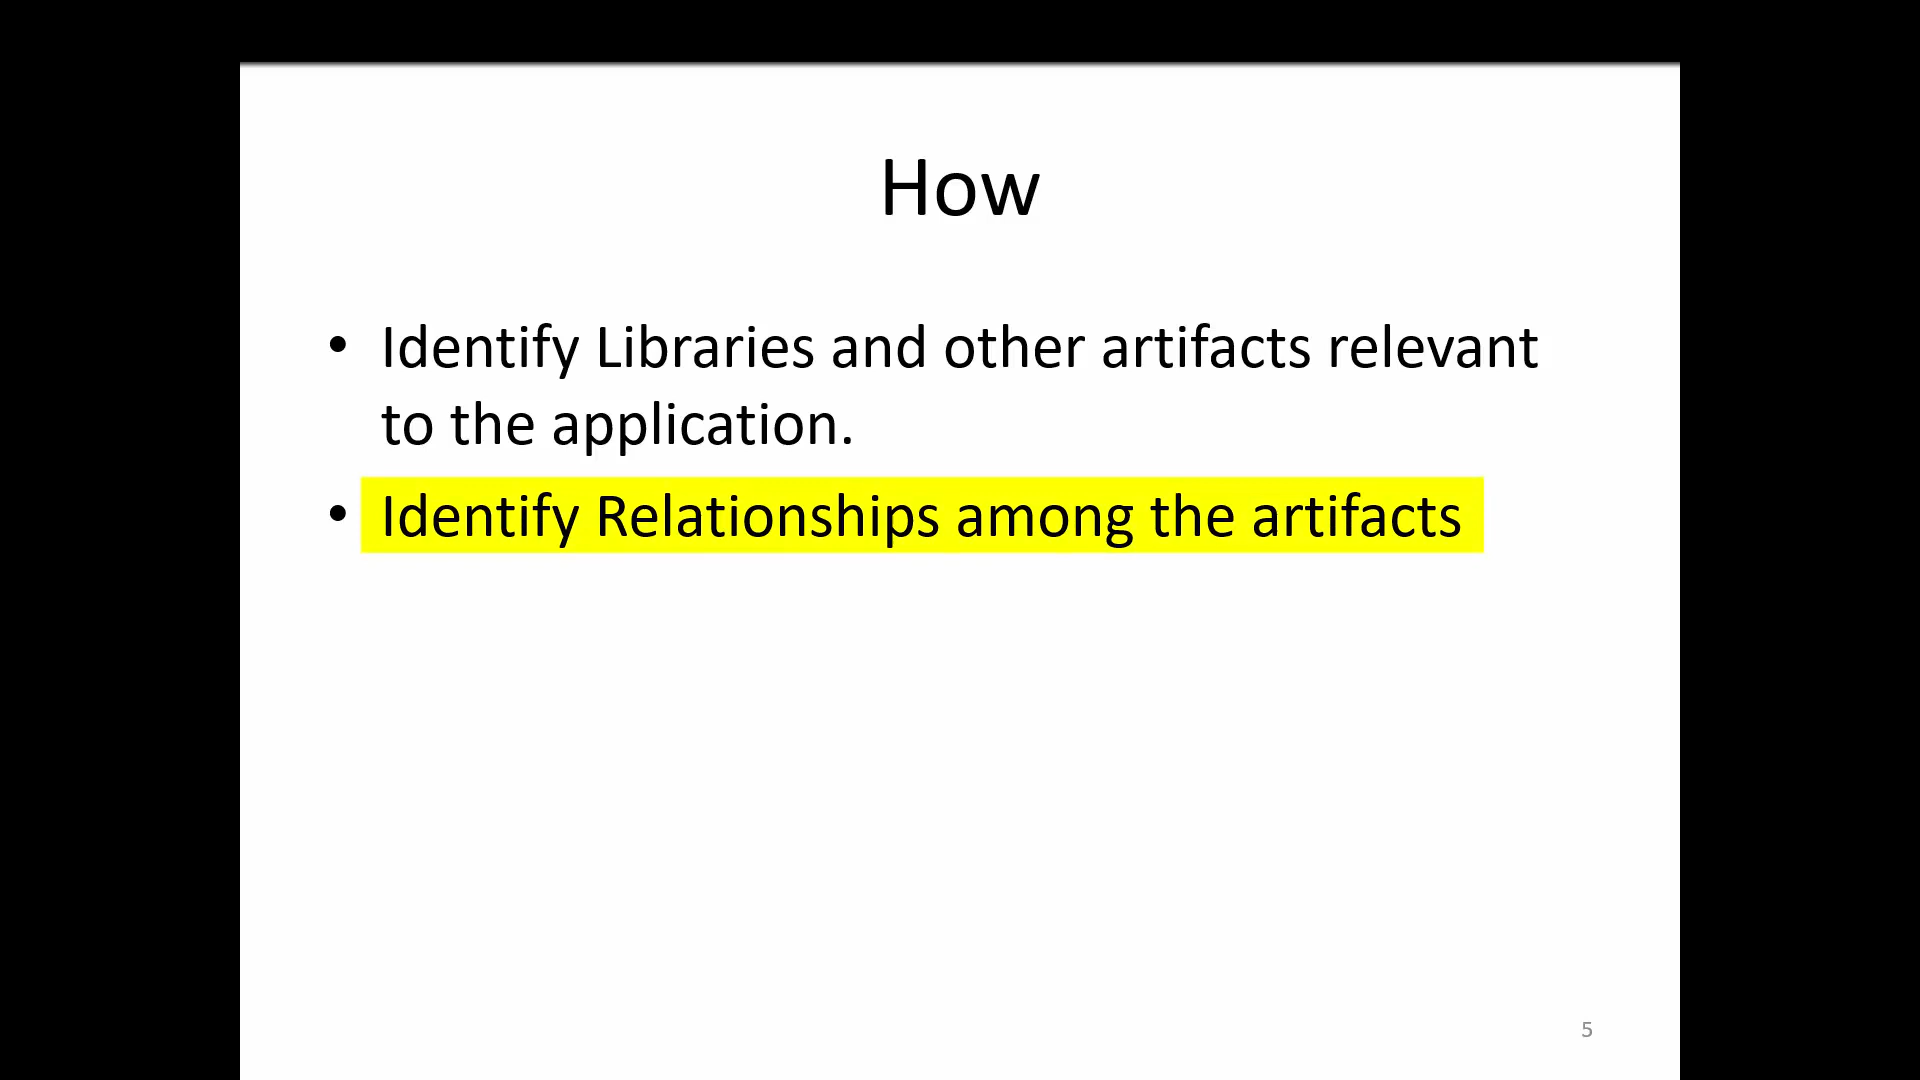 How
• Identify Libraries and other artifacts relevant
to the application.
• Identify Relationships among the artifacts
5